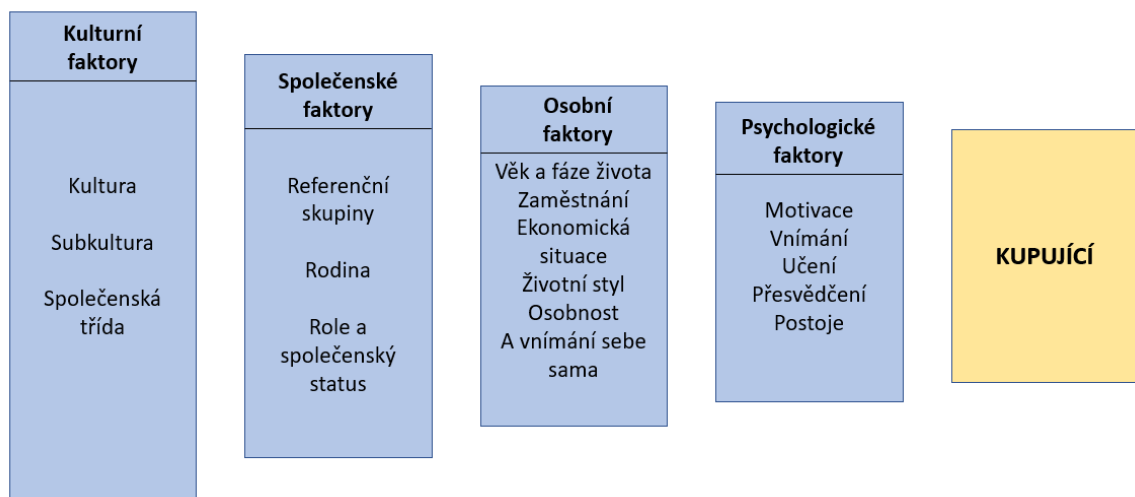 Kulturní
faktory
Kultura
Subkultura
Společenská
třída
Společenské
faktory
Referenční
skupiny
Rodina
Role a
společenský
status
Osobní
faktory
Věk a fáze života
Zaměstnání
Ekonomická
situace
Životní styl
Osobnost
A vnímání sebe
sama
Psychologické
faktory
Motivace
Vnímání
Učení
Přesvědčení
Postoje
KUPUJÍCÍ